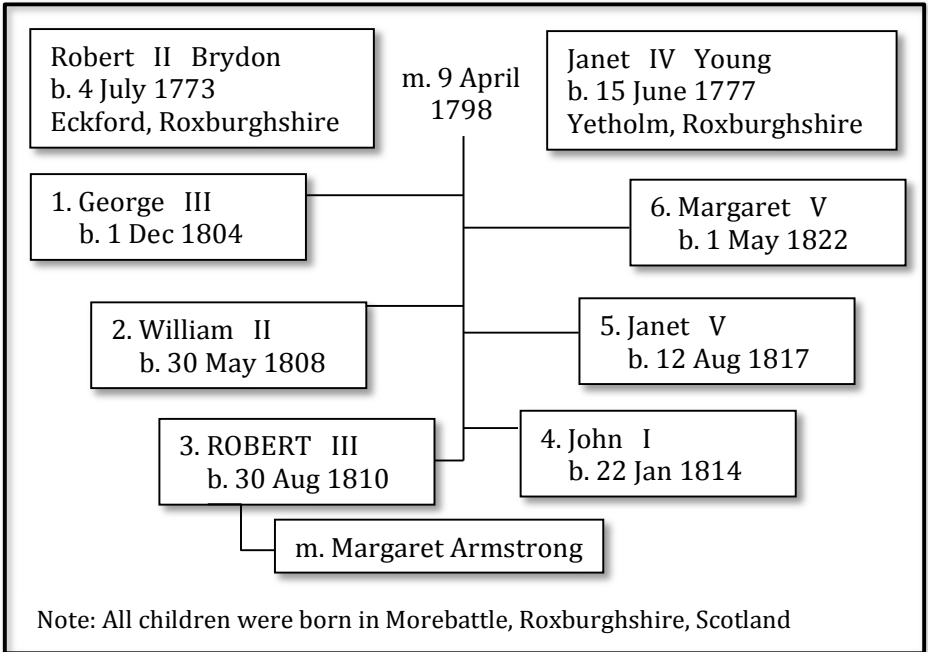 Robert II Brydon
b. 4 July 1773
Eckford, Roxburghshire
m. 9 April
1798
Janet IV Young
b. 15 June 1777
Yetholm, Roxburghshire
1. George III
b. 1 Dec 1804
6. Margaret V
b. 1 May 1822
2. William II
b. 30 May 1808
5. Janet V
b. 12 Aug 1817
3. ROBERT III
b. 30 Aug 1810
4. John I
b. 22 Jan 1814
m. Margaret Armstrong
Note: All children were born in Morebattle, Roxburghshire, Scotland